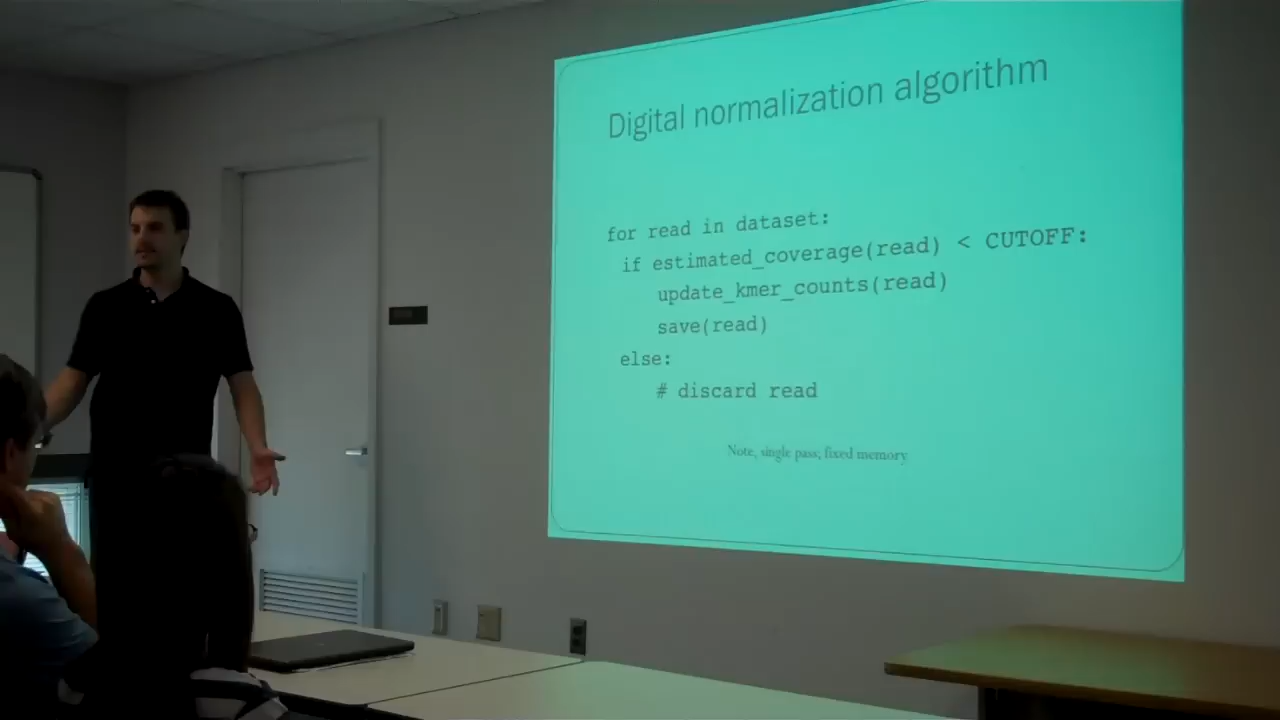 Digital normalization algorithm
for read in dataset:
if estimated_coverage(read) < CUTOFF:
update_kmer_counts(read)
save(read)
else:
# discard read
Note, single pass; fixed memory